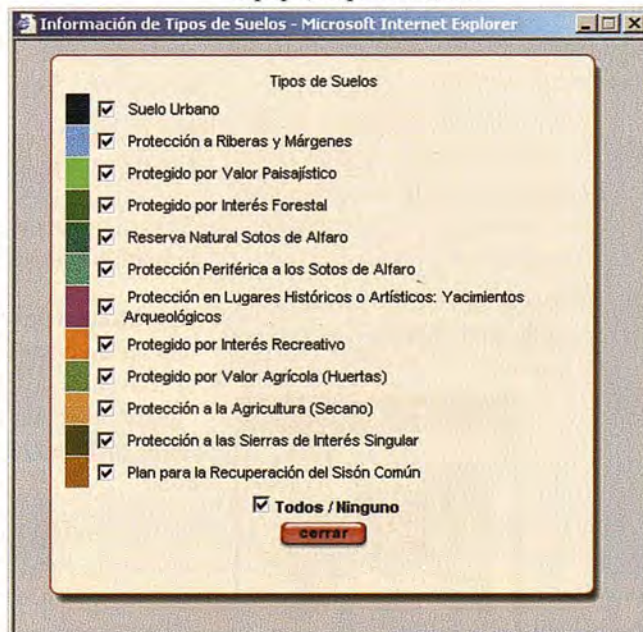 Información de Tipos de Suelos - Microsoft Internet Explorer
Tipos de Suelos
Suelo Urbano
Protección a Riberas y Márgenes
Protegido por Valor Paisajístico
Protegido por Interés Forestal
Reserva Natural Sotos de Alfaro
Protección Periférica a los Sotos de Alfaro
Protección en Lugares Históricos o Artísticos: Yacimientos
Arqueológicos
Protegido por Interés Recreativo
Protegido por Valor Agrícola (Huertas)
Protección a la Agricultura (Secano)
Protección a las Sierras de Interés Singular
Plan para la Recuperación del Sisón Común
Todos / Ninguno
cerrar